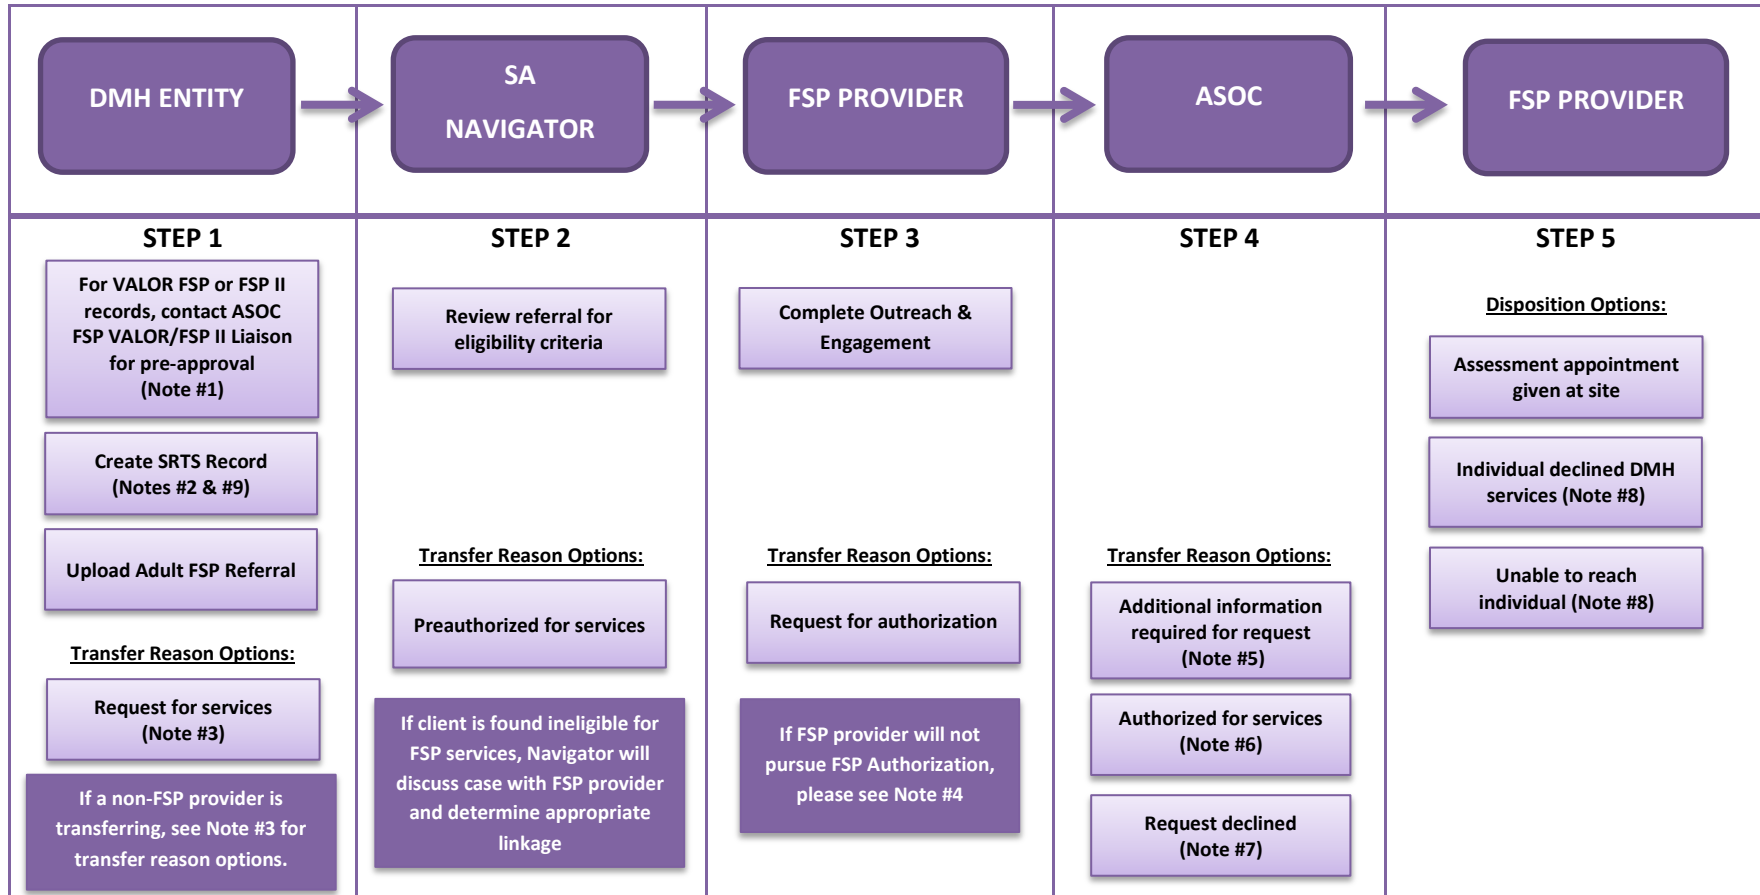 DMH ENTITY
SA
NAVIGATOR
FSP PROVIDER
ASOC
FSP PROVIDER
STEP 1
For VALOR FSP or FSP II
records, contact ASOC
FSP VALOR/FSP II Liaison
for pre-approval
(Note #1)
Create SRTS Record
(Notes #2 & #9)
Upload Adult FSP Referral
Transfer Reason Options:
Request for services
(Note #3)
If a non-FSP provider is
transferring, see Note #3 for
transfer reason options.
STEP 2
Review referral for
eligibility criteria
Transfer Reason Options:
Preauthorized for services
If client is found ineligible for
FSP services, Navigator will
discuss case with FSP provider
and determine appropriate
linkage
STEP 3
Complete Outreach &
Engagement
Transfer Reason Options:
Request for authorization
If FSP provider will not
pursue FSP Authorization,
please see Note #4
STEP 4
Transfer Reason Options:
Additional information
required for request
(Note #5)
Authorized for services
(Note #6)
Request declined
(Note #7)
STEP 5
Disposition Options:
Assessment appointment
given at site
Individual declined DMH
services (Note #8)
Unable to reach
individual (Note #8)